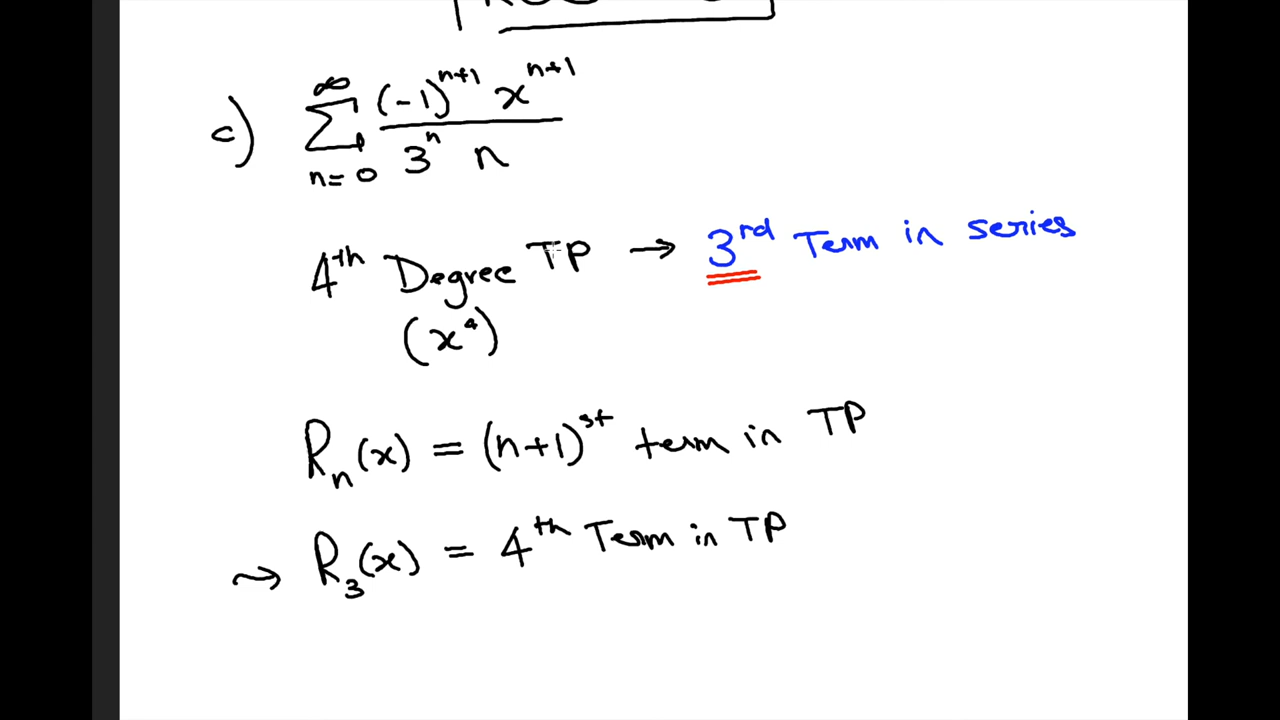 c) ∞ Σ n=0 (-1)^{n+1} x^{n+1} / 3^n n
4th Degree TP → 3rd Term in series
(x^4)
R_n(x) = (n+1)^{st} term in TP
⇝ R_3(x) = 4th Term in TP